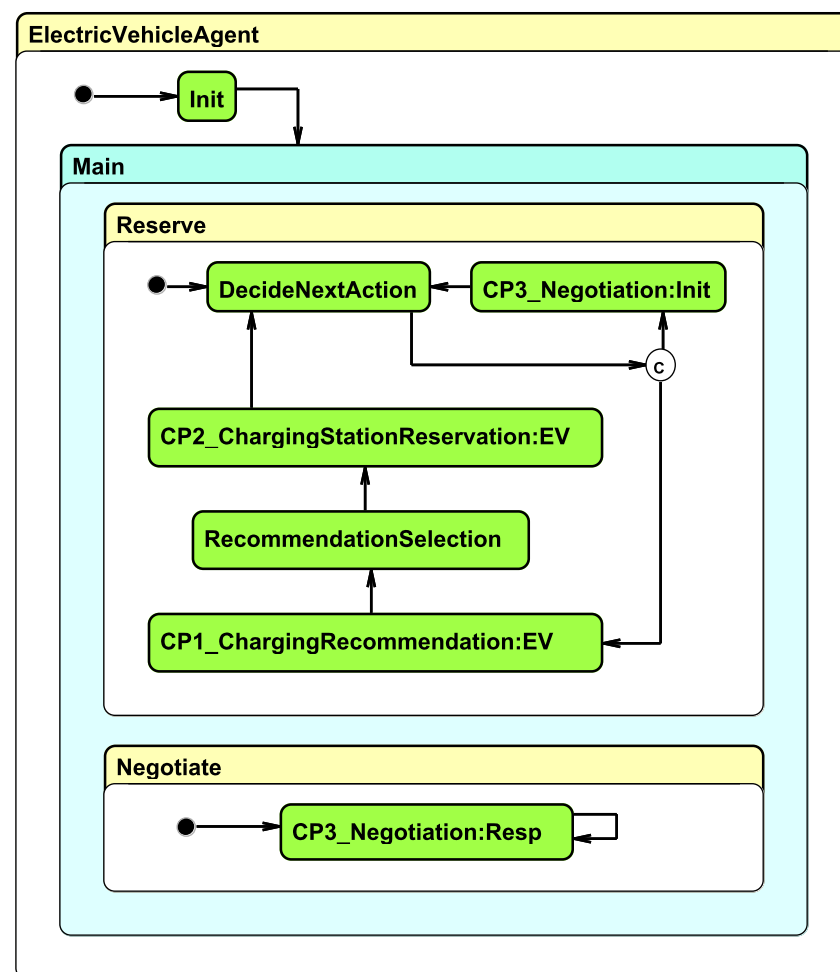 ElectricVehicleAgent
Init
Main
Reserve
DecideNextAction
CP3_Negotiation:Init
C
CP2_ChargingStationReservation:EV
RecommendationSelection
CP1_ChargingRecommendation:EV
Negotiate
CP3_Negotiation:Resp